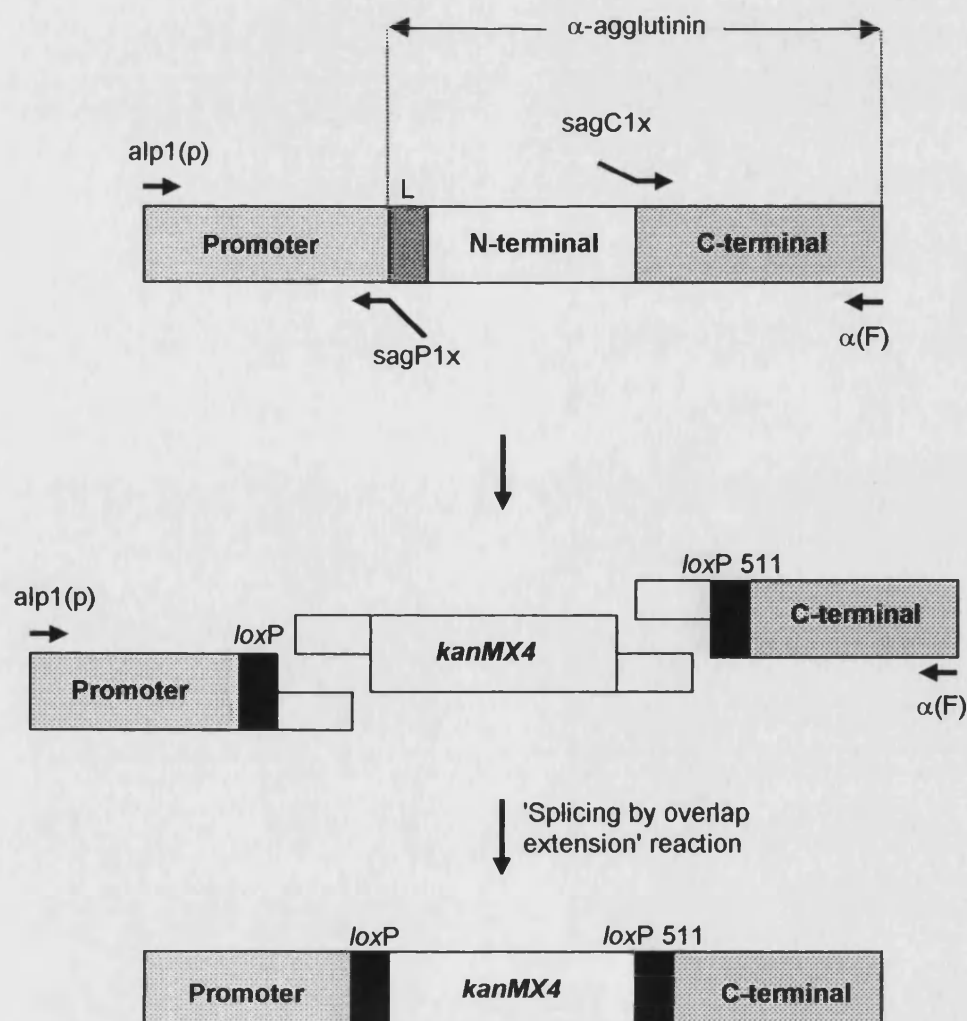 α-agglutinin
sagC1x
alp1(p)
L
Promoter
N-terminal
C-terminal
sagP1x
α(F)
loxP 511
alp1(p)
loxP
kanMX4
C-terminal
Promoter
α(F)
'Splicing by overlap
extension' reaction
loxP
loxP 511
Promoter
kanMX4
C-terminal